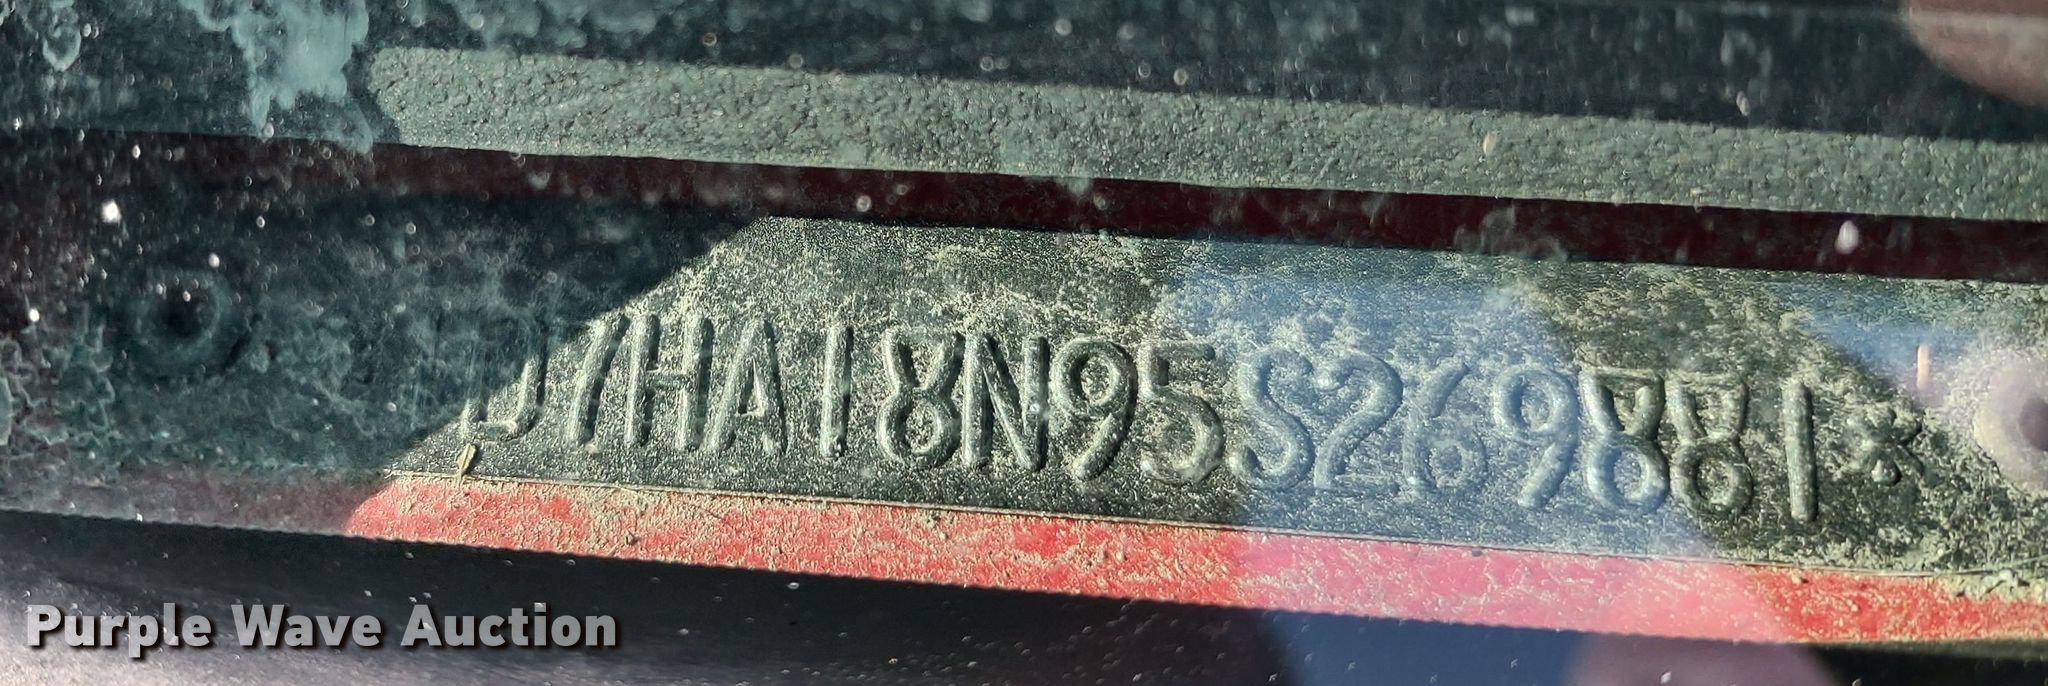 D7HA18N95S269881*
Purple Wave Auction